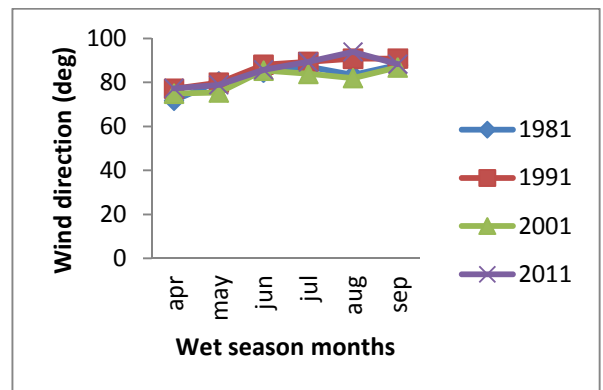 Wind direction (deg)
100
80
60
40
20
0
apr
may
jun
jul
aug
sep
Wet season months
1981
1991
2001
2011